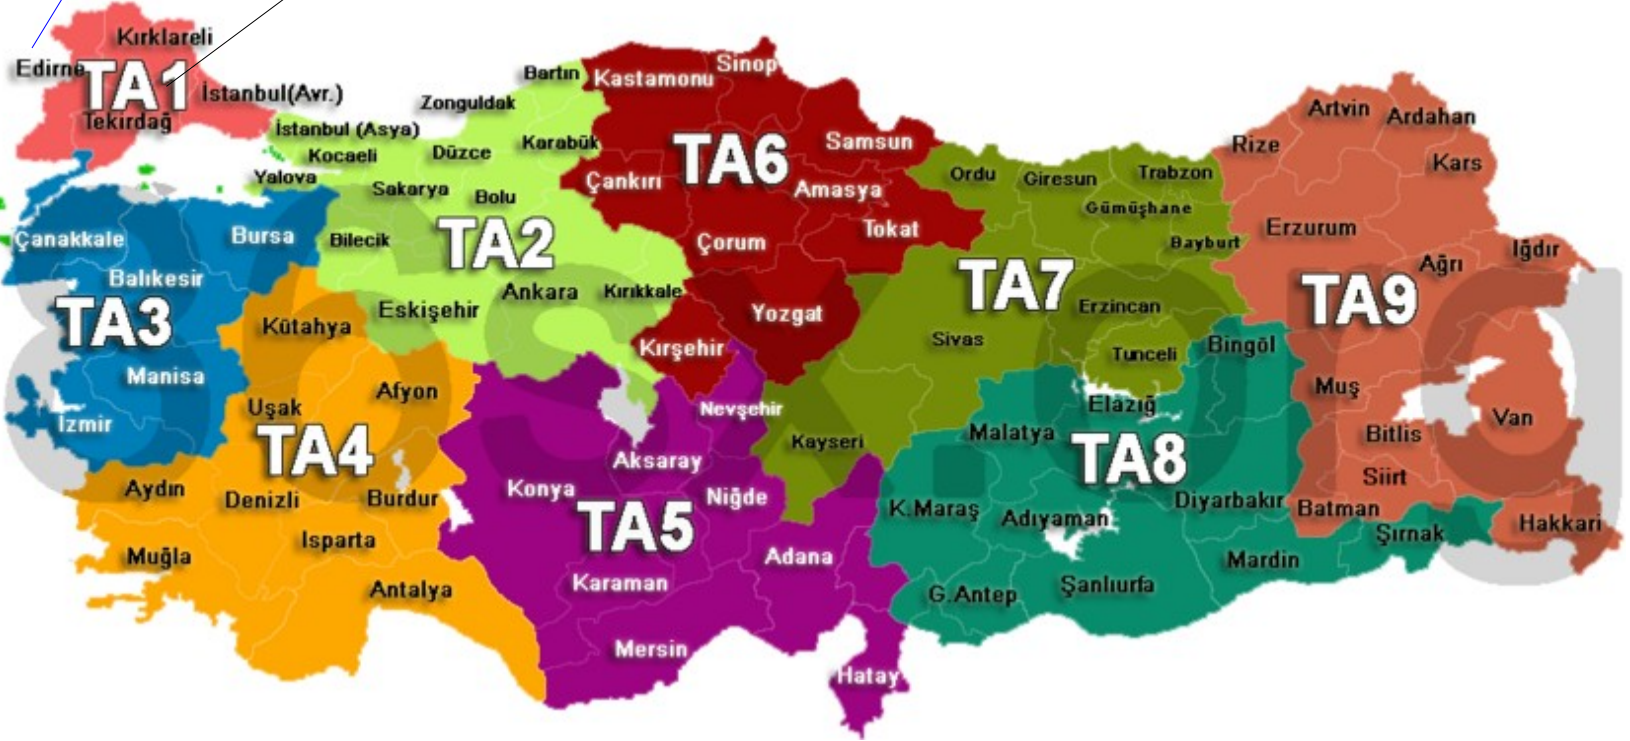 Kırklareli
Edirne
TA1
İstanbul(Avr.)
Tekirdağ
Bartın
Zonguldak
İstanbul (Asya)
Karabük
Kocaeli
Düzce
Yalova
Sakarya
Bolu
Bilecik
TA2
Ankara
Kırıkkale
Eskişehir
Çanakkale
Bursa
Balıkesir
TA3
Manisa
İzmir
Kütahya
Afyon
Uşak
TA4
Aydın
Denizli
Burdur
Isparta
Muğla
Antalya
Nevşehir
Aksaray
Konya
Niğde
TA5
Adana
Karaman
Mersin
Hatay
Kastamonu
Sinop
TA6
Samsun
Çankırı
Amasya
Çorum
Tokat
Yozgat
Kırşehir
Ordu
Giresun
Trabzon
Gümüşhane
Bayburt
TA7
Erzincan
Sivas
Tunceli
Kayseri
Bingöl
Elazığ
Malatya
TA8
K.Maraş
Adıyaman
Diyarbakır
Şırnak
Mardin
G.Antep
Şanlıurfa
Artvin
Ardahan
Rize
Kars
Erzurum
Iğdır
Ağrı
TA9
Muş
Van
Bitlis
Siirt
Batman
Hakkari